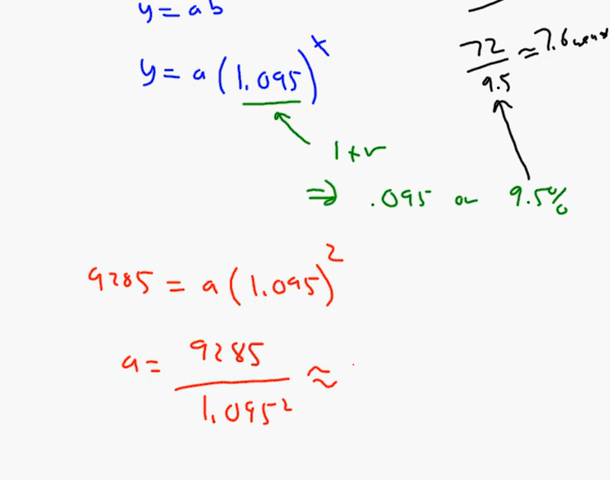 y = a b
y = a (1.095)^t
1+r
⇒ .095 or 9.5%
72/9.5 ≈ 7.6
9285 = a (1.095)^2
a = 9285/1.095^2 ≈